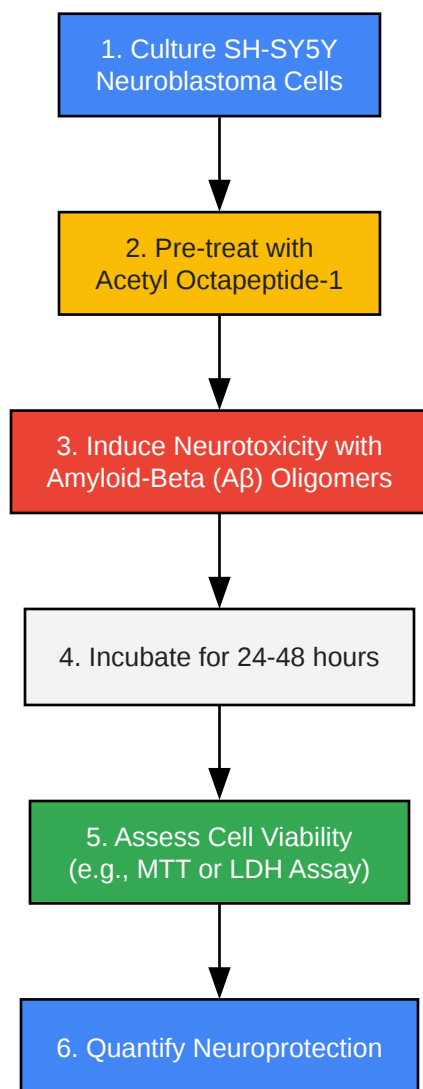 1. Culture SH-SY5Y
Neuroblastoma Cells
2. Pre-treat with
Acetyl Octapeptide-1
3. Induce Neurotoxicity with
Amyloid-Beta (Aβ) Oligomers
4. Incubate for 24-48 hours
5. Assess Cell Viability
(e.g., MTT or LDH Assay)
6. Quantify Neuroprotection